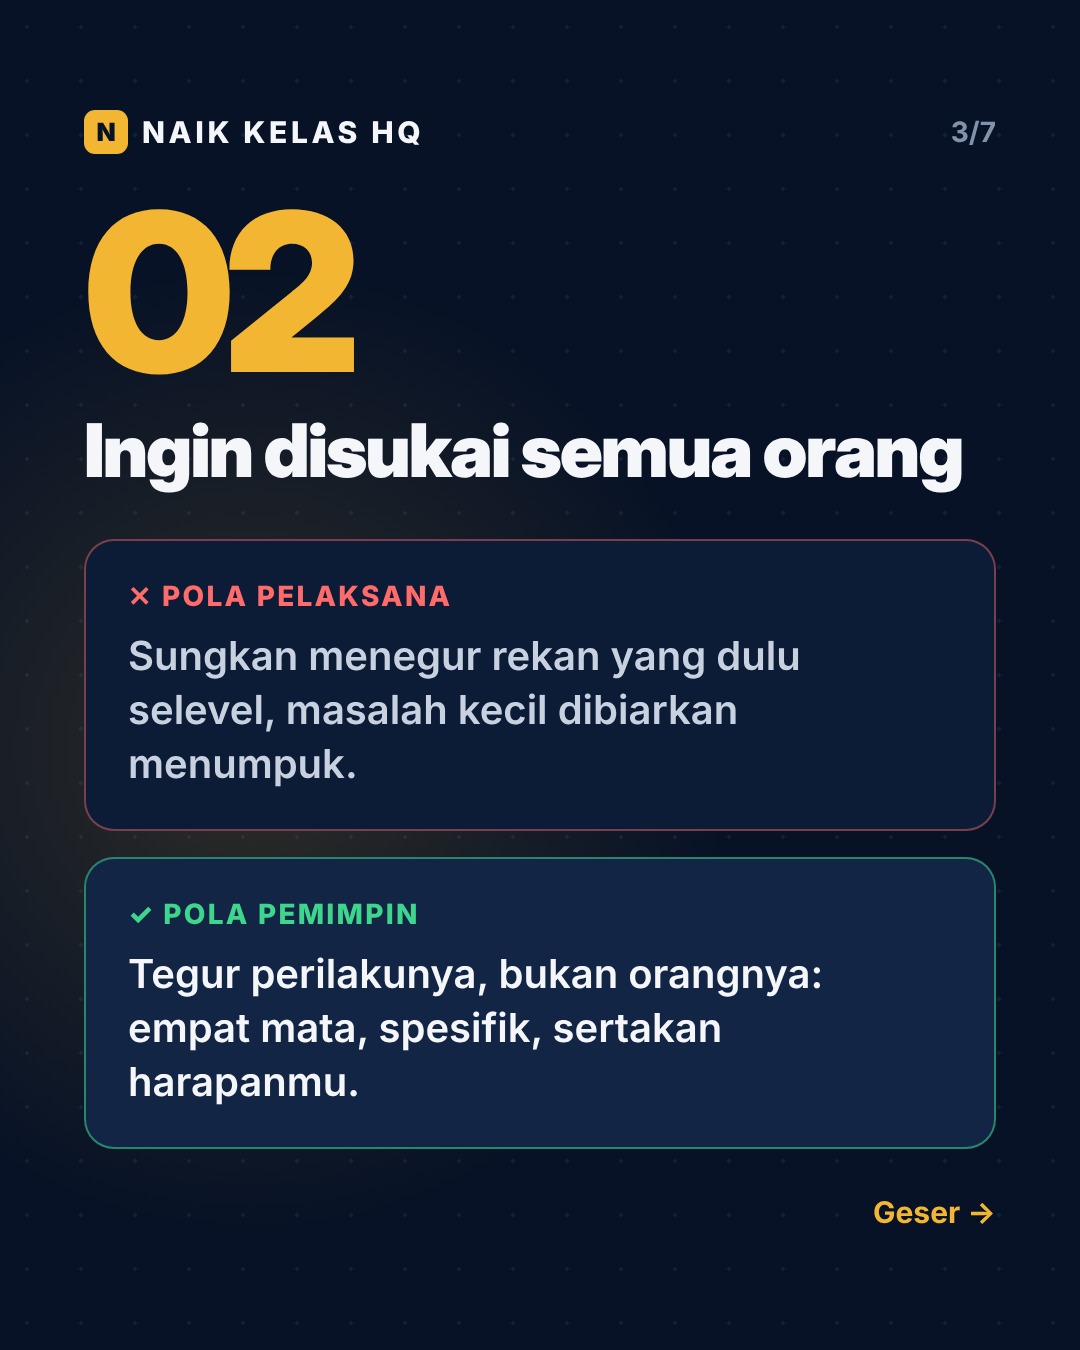 N NAIK KELAS HQ
3/7
02
Ingin disukai semua orang
✕ POLA PELAKSANA
Sungkan menegur rekan yang dulu
selevel, masalah kecil dibiarkan
menumpuk.
✓ POLA PEMIMPIN
Tegur perilakunya, bukan orangnya:
empat mata, spesifik, sertakan
harapanmu.
Geser →